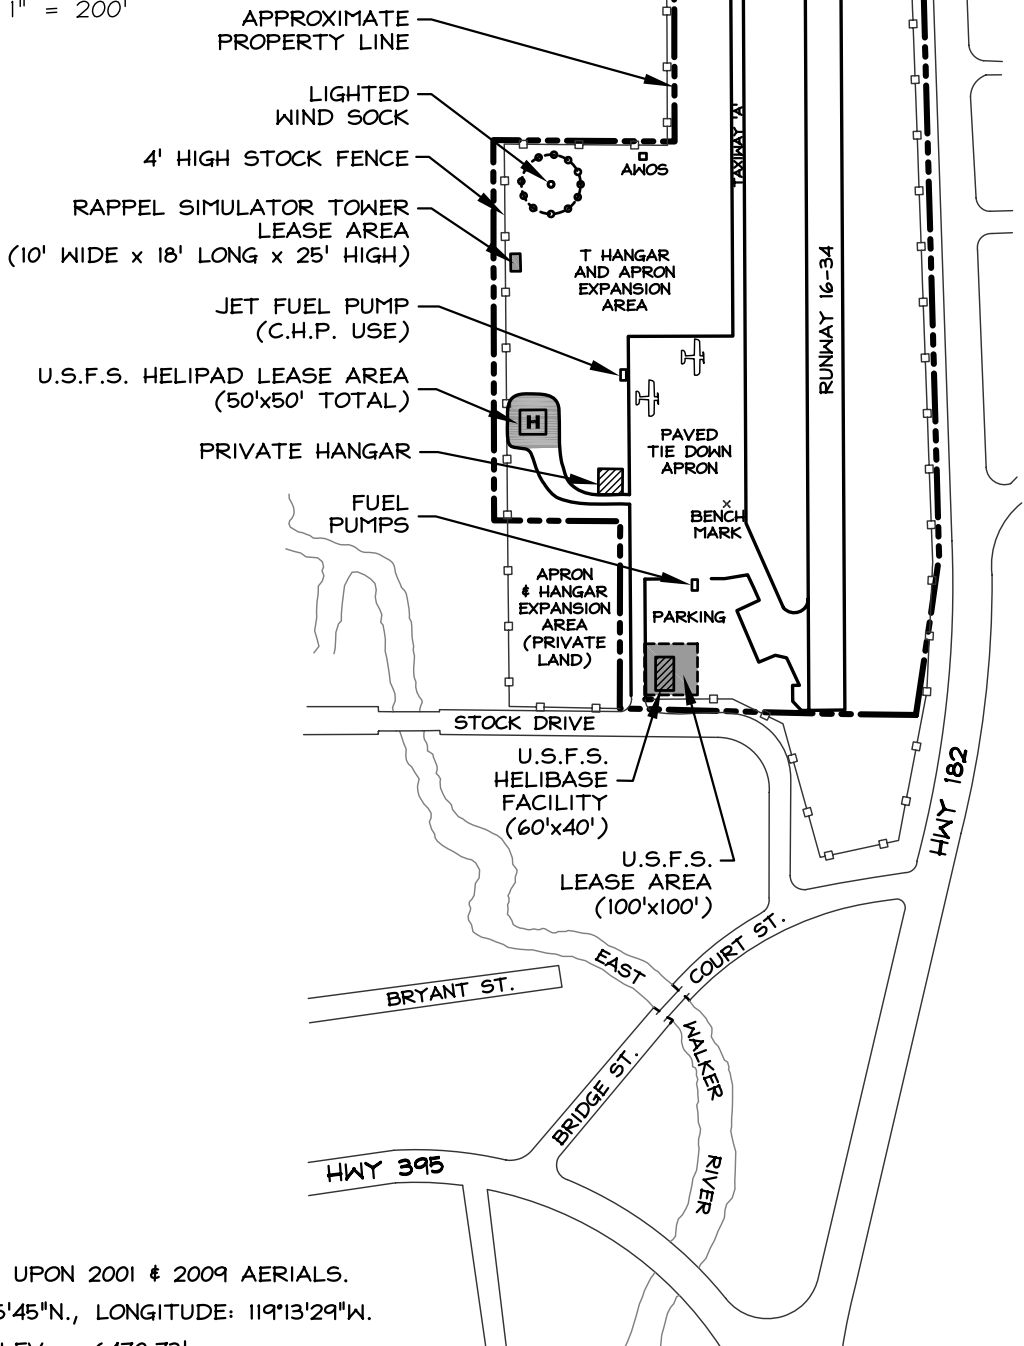 1" = 200'
APPROXIMATE
PROPERTY LINE
LIGHTED
WIND SOCK
4' HIGH STOCK FENCE
RAPPEL SIMULATOR TOWER
LEASE AREA
(10' WIDE x 18' LONG x 25' HIGH)
JET FUEL PUMP
(C.H.P. USE)
U.S.F.S. HELIPAD LEASE AREA
(50'x50' TOTAL)
PRIVATE HANGAR
FUEL
PUMPS
AWOS
TAXIWAY 'A'
T HANGAR
AND APRON
EXPANSION
AREA
RUNWAY 16-34
H
PAVED
TIE DOWN
APRON
BENCH
MARK
APRON
& HANGAR
EXPANSION
AREA
(PRIVATE
LAND)
PARKING
STOCK DRIVE
U.S.F.S.
HELIBASE
FACILITY
(60'x40')
U.S.F.S.
LEASE AREA
(100'x100')
HWY 182
COURT ST.
EAST
WALKER
RIVER
BRYANT ST.
BRIDGE ST.
HWY 395
UPON 2001 & 2009 AERIALS.
5'45"N., LONGITUDE: 119°13'29"W.